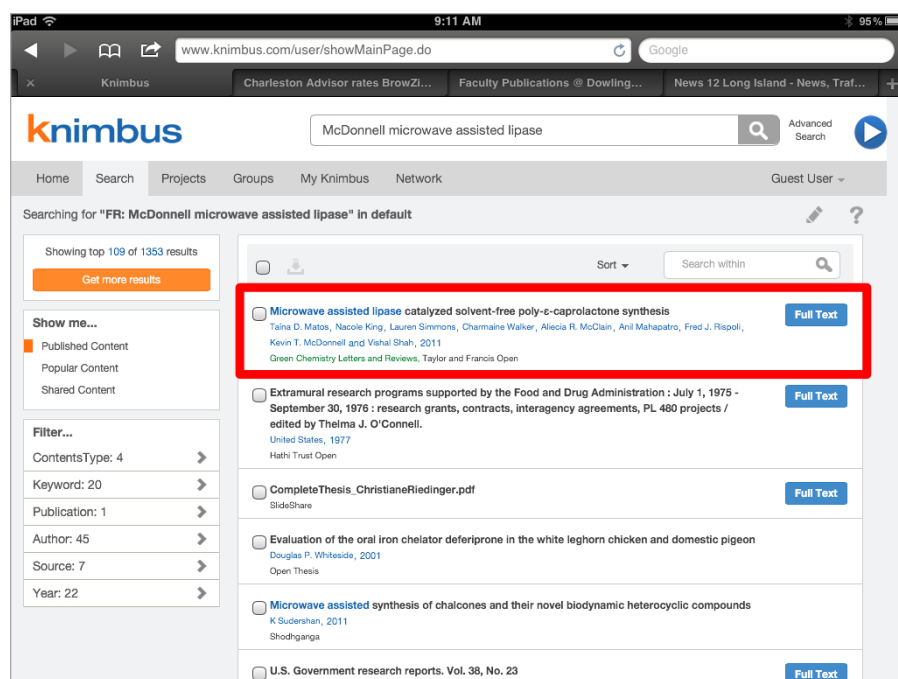 iPad 9:11 AM 95%
www.knimbus.com/user/showMainPage.do Google
Knimbus Charleston Advisor rates BrowZi... Faculty Publications @ Dowling... News 12 Long Island - News, Traf...
knimbus McDonnell microwave assisted lipase Advanced
Search
Home Search Projects Groups My Knimbus Network Guest User
Searching for "FR: McDonnell microwave assisted lipase" in default ?
Showing top 109 of 1353 results
Get more results
Show me...
Published Content
Popular Content
Shared Content
Filter...
ContentsType: 4
Keyword: 20
Publication: 1
Author: 45
Source: 7
Year: 22
Sort Search within
Microwave assisted lipase catalyzed solvent-free poly-ε-caprolactone synthesis Full Text
Taina D. Matos, Nacole King, Lauren Simmons, Charmaine Walker, Aliecia R. McClain, Anil Mahapatro, Fred J. Rispoli,
Kevin T. McDonnell and Vishal Shah, 2011
Green Chemistry Letters and Reviews, Taylor and Francis Open
Extramural research programs supported by the Food and Drug Administration : July 1, 1975 - Full Text
September 30, 1976 : research grants, contracts, interagency agreements, PL 480 projects /
edited by Thelma J. O'Connell.
United States, 1977
Hathi Trust Open
CompleteThesis_ChristianeRiedinger.pdf Full Text
SlideShare
Evaluation of the oral iron chelator deferiprone in the white leghorn chicken and domestic pigeon
Douglas P. Whiteside, 2001
Open Thesis
Microwave assisted synthesis of chalcones and their novel biodynamic heterocyclic compounds
K Sudershan, 2011
Shodhganga
U.S. Government research reports. Vol. 38, No. 23 Full Text